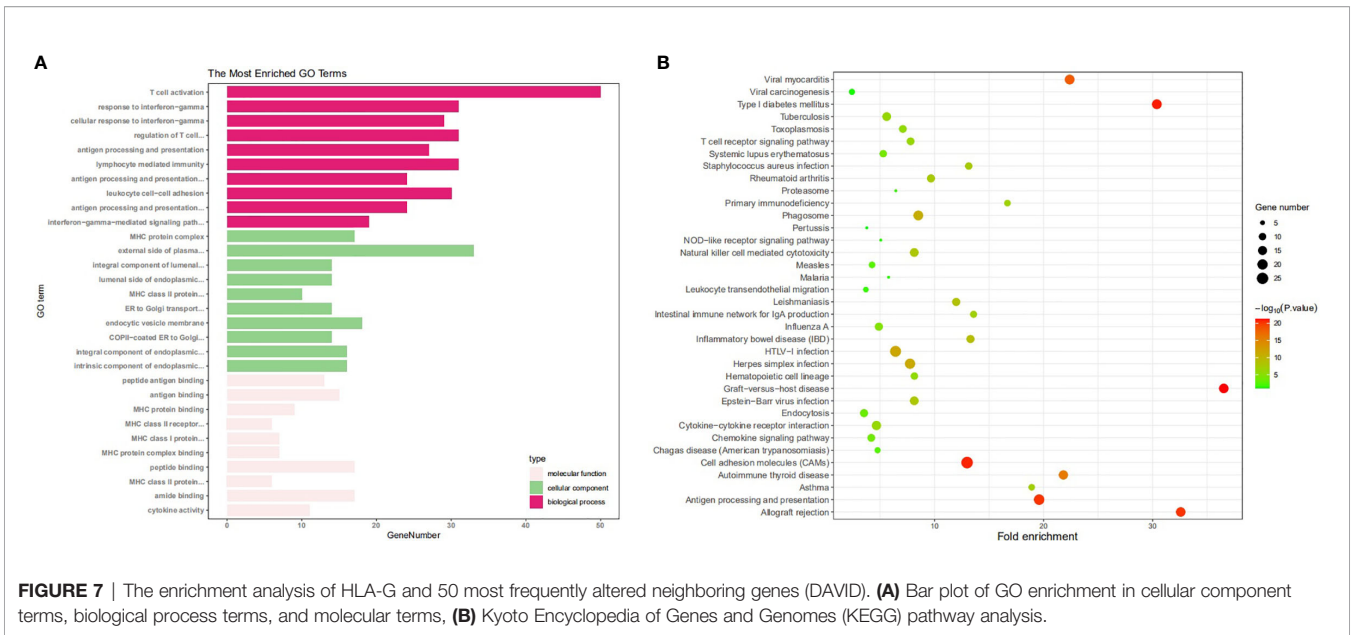 A
The Most Enriched GO Terms
T cell activation
response to interferon−gamma
cellular response to interferon−gamma
regulation of T cell...
antigen processing and presentation
lymphocyte mediated immunity
antigen processing and presentation...
leukocyte cell−cell adhesion
antigen processing and presentation...
interferon−gamma−mediated signaling path...
MHC protein complex
external side of plasma...
integral component of lumenal...
lumenal side of endoplasmic...
MHC class II protein...
ER to Golgi transport...
endocytic vesicle membrane
COPII−coated ER to Golgi...
integral component of endoplasmic...
intrinsic component of endoplasmic...
peptide antigen binding
antigen binding
MHC protein binding
MHC class II receptor...
MHC class I protein...
MHC protein complex binding
peptide binding
MHC class II protein...
amide binding
cytokine activity
GO term
0 10 20 30 40 50
GeneNumber
type
molecular function
cellular component
biological process
B
Viral myocarditis
Viral carcinogenesis
Type I diabetes mellitus
Tuberculosis
Toxoplasmosis
T cell receptor signaling pathway
Systemic lupus erythematosus
Staphylococcus aureus infection
Rheumatoid arthritis
Proteasome
Primary immunodeficiency
Phagosome
Pertussis
NOD−like receptor signaling pathway
Natural killer cell mediated cytotoxicity
Measles
Malaria
Leukocyte transendothelial migration
Leishmaniasis
Intestinal immune network for IgA production
Influenza A
Inflammatory bowel disease (IBD)
HTLV−I infection
Herpes simplex infection
Hematopoietic cell lineage
Graft−versus−host disease
Epstein−Barr virus infection
Endocytosis
Cytokine−cytokine receptor interaction
Chemokine signaling pathway
Chagas disease (American trypanosomiasis)
Cell adhesion molecules (CAMs)
Autoimmune thyroid disease
Asthma
Antigen processing and presentation
Allograft rejection
10 20 30
Fold enrichment
Gene number
5
10
15
20
25
−log10(P.value)
20
15
10
5
FIGURE 7 | The enrichment analysis of HLA-G and 50 most frequently altered neighboring genes (DAVID). (A) Bar plot of GO enrichment in cellular component
terms, biological process terms, and molecular terms, (B) Kyoto Encyclopedia of Genes and Genomes (KEGG) pathway analysis.